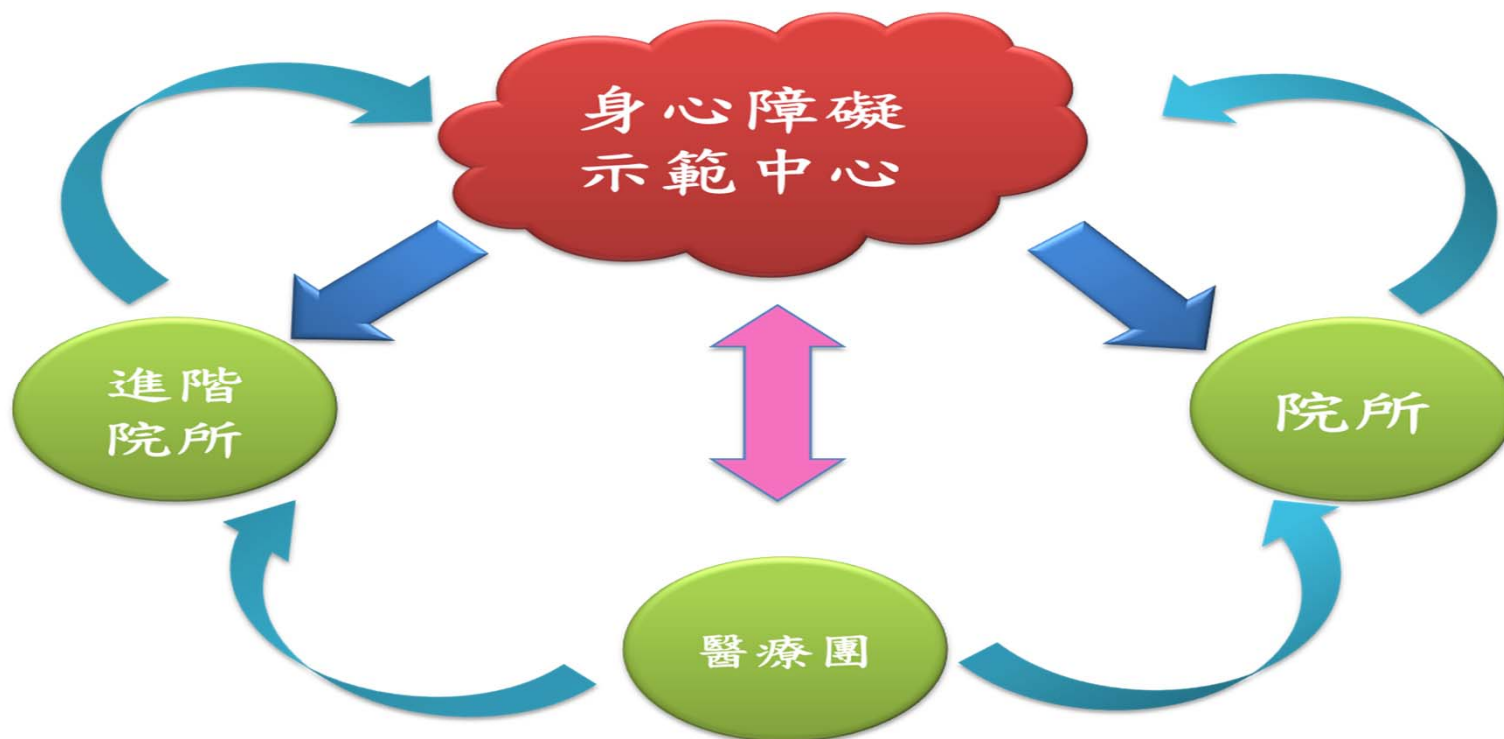 身心障礙
示範中心
進階
院所
院所
醫療團